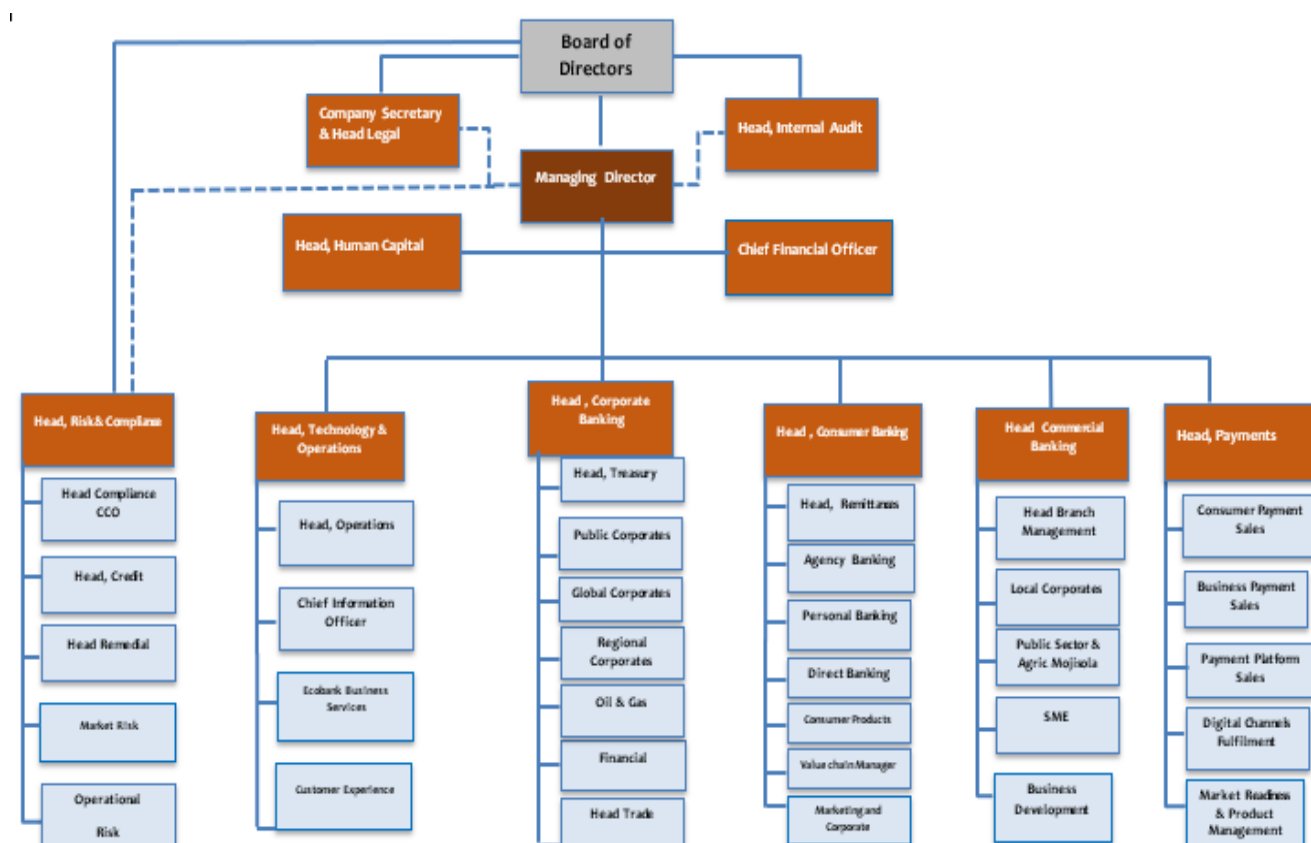 Board of
Directors
Company Secretary
& Head Legal
Head, Internal Audit
Managing Director
Head, Human Capital
Chief Financial Officer
Head, Risk& Compliance
Head Compliance
CCO
Head, Credit
Head Remedial
Market Risk
Operational
Risk
Head, Technology &
Operations
Head, Operations
Chief Information
Officer
Ecobank Business
Services
Customer Experience
Head , Corporate
Banking
Head, Treasury
Public Corporates
Global Corporates
Regional
Corporates
Oil & Gas
Financial
Head Trade
Head , Consumer Banking
Head, Remittances
Agency Banking
Personal Banking
Direct Banking
Consumer Products
Value chain Manager
Marketing and
Corporate
Head Commercial
Banking
Head Branch
Management
Local Corporates
Public Sector &
Agric Mojisola
SME
Business
Development
Head, Payments
Consumer Payment
Sales
Business Payment
Sales
Payment Platform
Sales
Digital Channels
Fulfilment
Market Readiness
& Product
Management